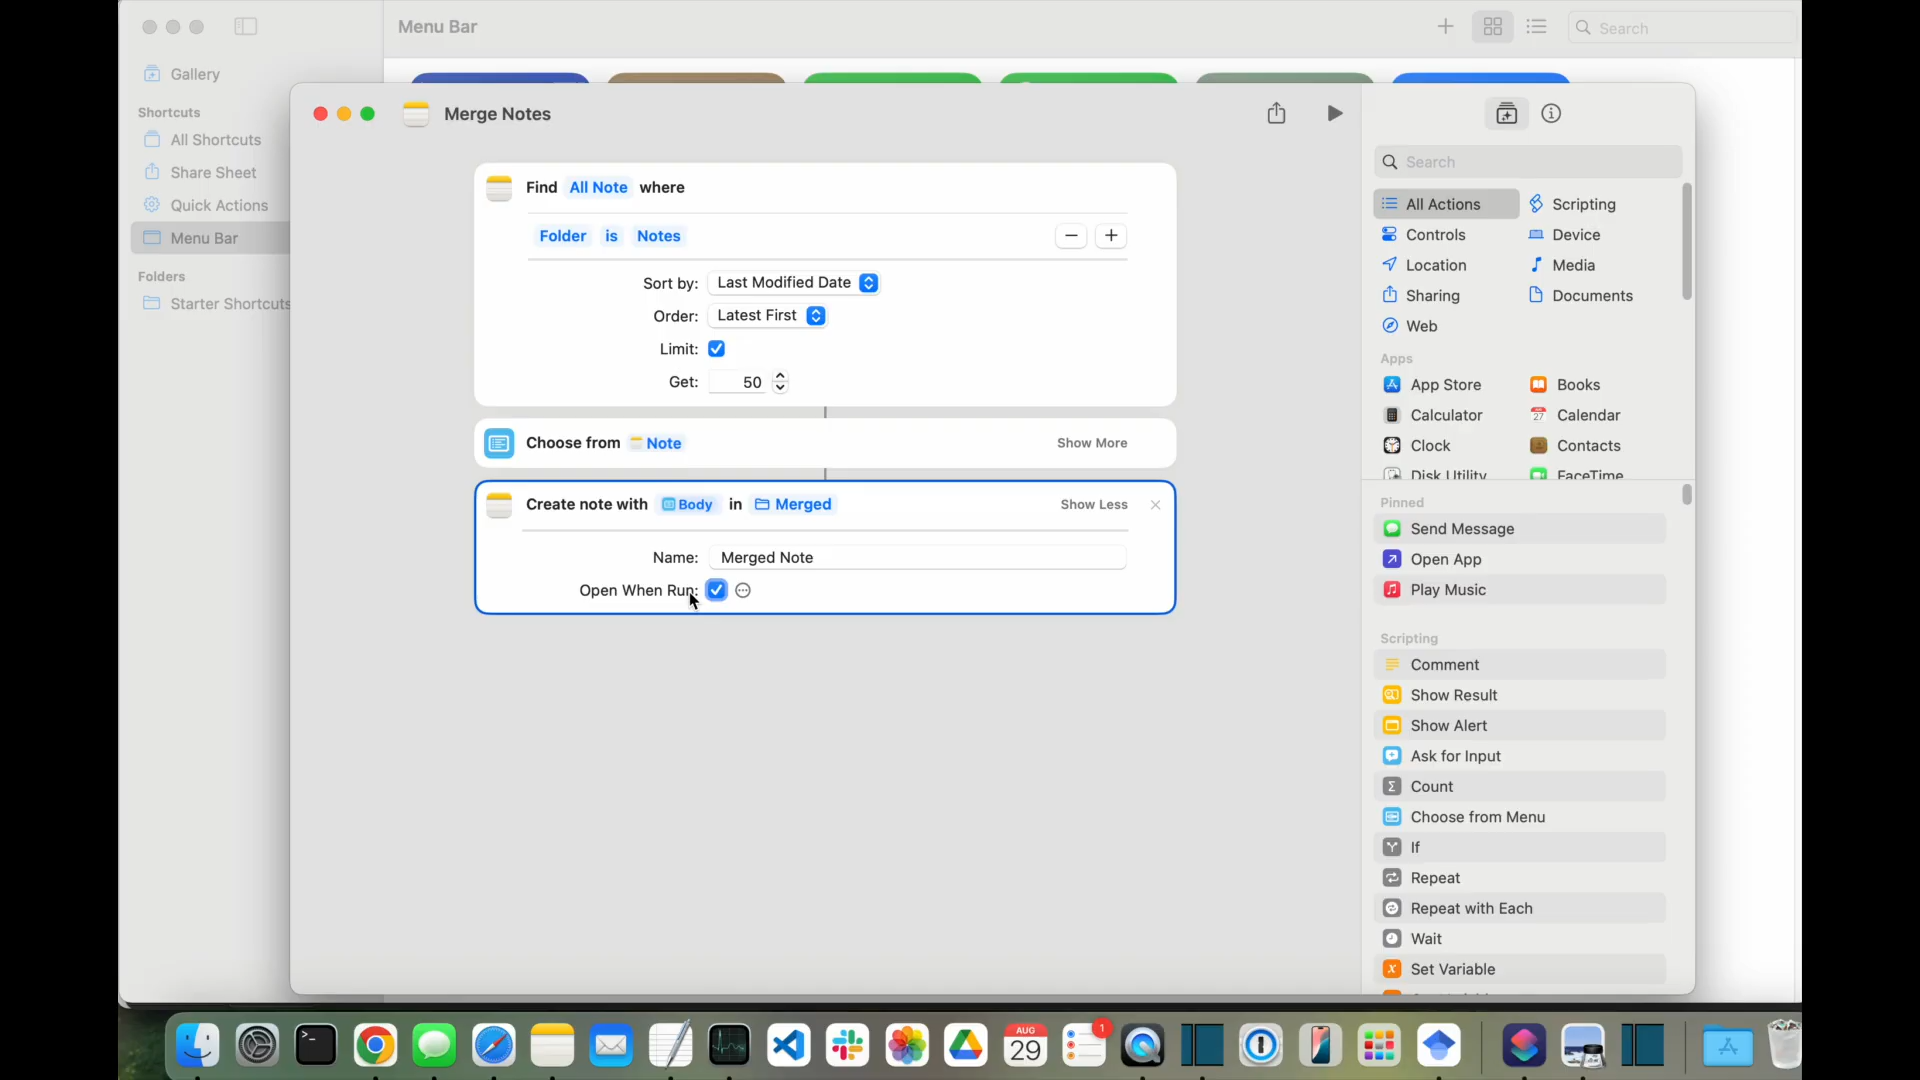 Menu Bar
Search
Gallery
Shortcuts
All Shortcuts
Share Sheet
Quick Actions
Menu Bar
Folders
Starter Shortcuts
Merge Notes
Find All Note where
Folder is Notes
Sort by: Last Modified Date
Order: Latest First
Limit:
Get: 50
Choose from Note Show More
Create note with Body in Merged Show Less
Name: Merged Note
Open When Run:
Search
All Actions Scripting
Controls Device
Location Media
Sharing Documents
Web
Apps
App Store Books
Calculator Calendar
Clock Contacts
Disk Utility FaceTime
Pinned
Send Message
Open App
Play Music
Scripting
Comment
Show Result
Show Alert
Ask for Input
Count
Choose from Menu
If
Repeat
Repeat with Each
Wait
Set Variable
AUG
29
1